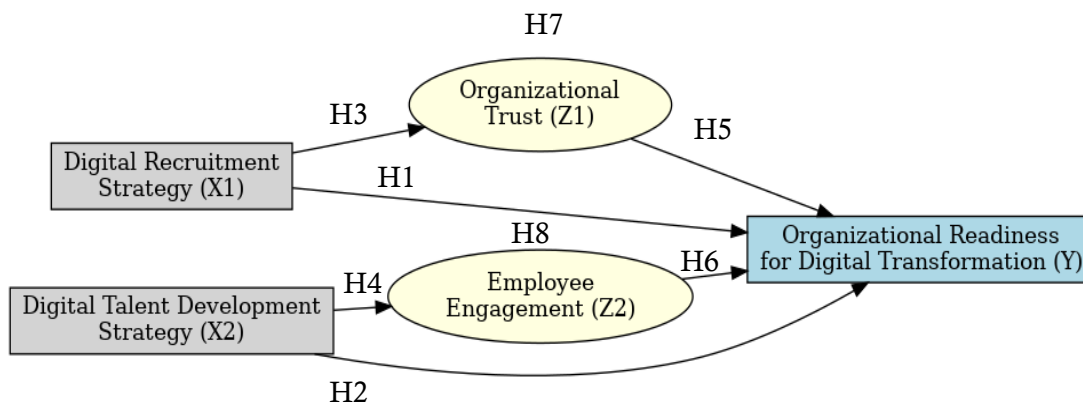 H7
Organizational
Trust (Z1)
H3
H5
Digital Recruitment
Strategy (X1)
H1
H8
Organizational Readiness
for Digital Transformation (Y)
H6
Employee
Engagement (Z2)
H4
Digital Talent Development
Strategy (X2)
H2